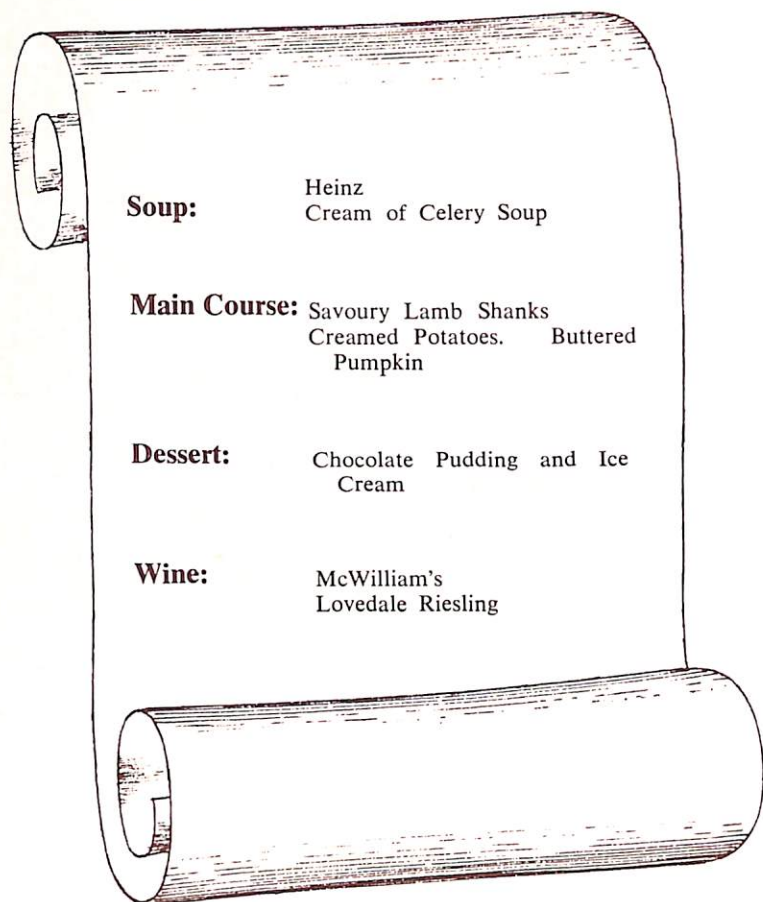 Soup: Heinz
Cream of Celery Soup
Main Course: Savoury Lamb Shanks
Creamed Potatoes. Buttered
Pumpkin
Dessert: Chocolate Pudding and Ice
Cream
Wine: McWilliam's
Lovedale Riesling